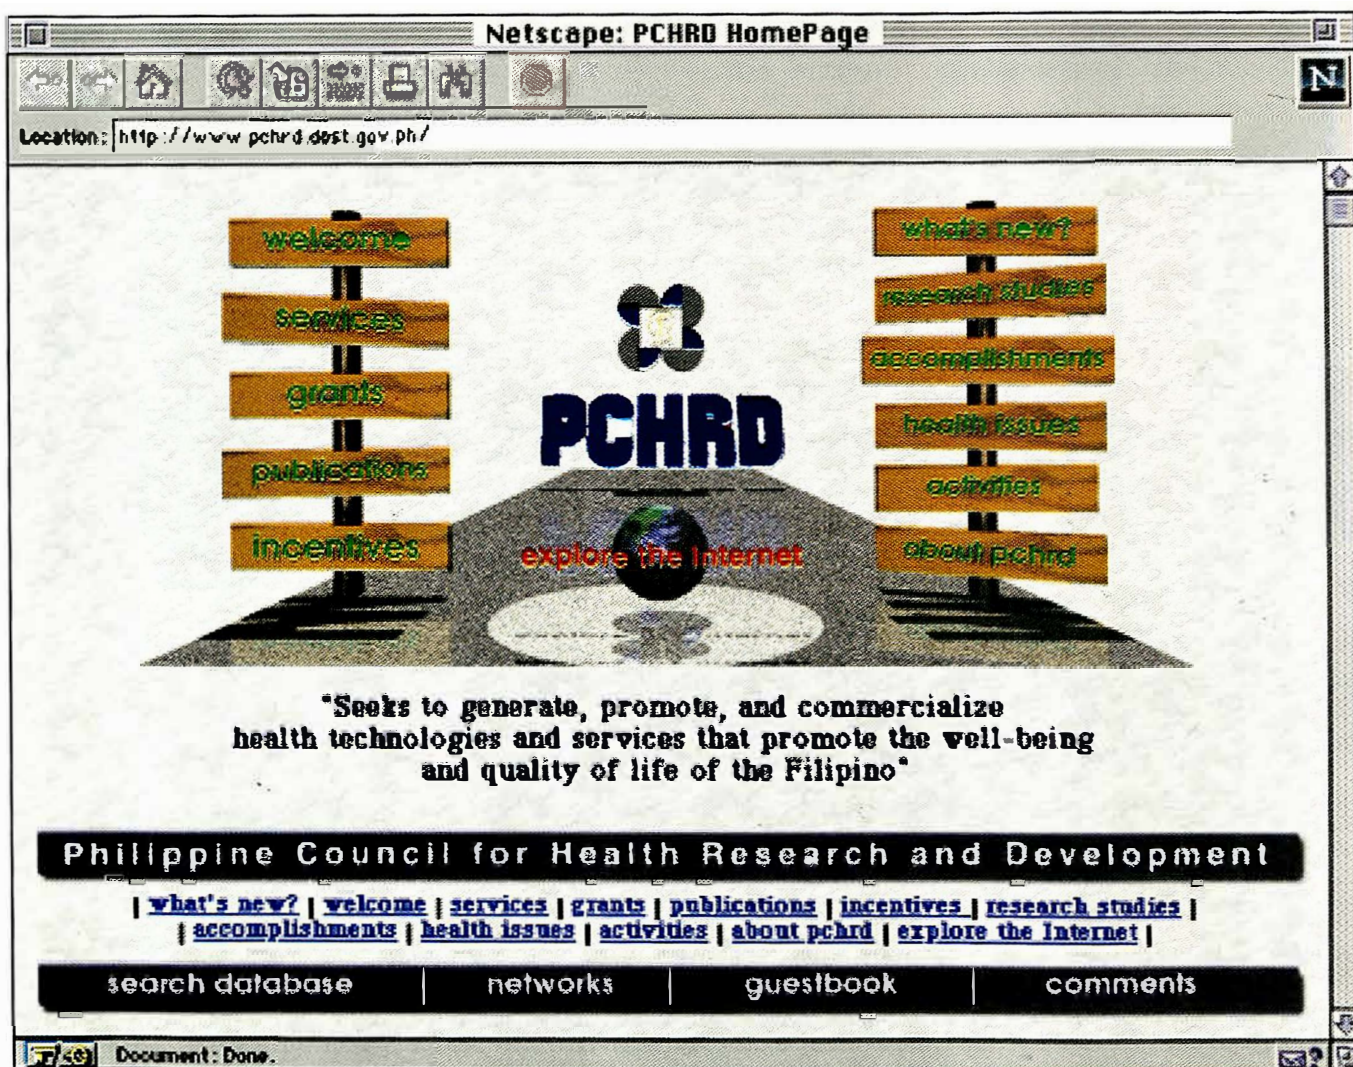 Netscape: PCHRD HomePage
N
Location: http://www.pchrd.dost.gov.ph/
welcome
services
grants
publications
incentives
PCHRD
explore the Internet
what's new?
research studies
accomplishments
health issues
activities
about pchrd
"Seeks to generate, promote, and commercialize
health technologies and services that promote the well-being
and quality of life of the Filipino"
Philippine Council for Health Research and Development
| what's new? | welcome | services | grants | publications | incentives | research studies |
| accomplishments | health issues | activities | about pchrd | explore the Internet |
search database | networks | guestbook | comments
Document: Done.
?